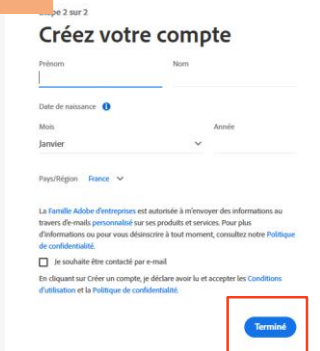 Étape 2 sur 2
Créez votre compte
Prénom Nom
Date de naissance
Mois Année
Janvier
Pays/Région France
La Famille Adobe d'entreprises est autorisée à m'envoyer des informations au
travers d'e-mails personnalisé sur ses produits et services. Pour plus
d'informations ou pour vous désinscrire à tout moment, consultez notre Politique
de confidentialité.
Je souhaite être contacté par e-mail
En cliquant sur Créer un compte, je déclare avoir lu et accepter les Conditions
d'utilisation et la Politique de confidentialité.
Terminé